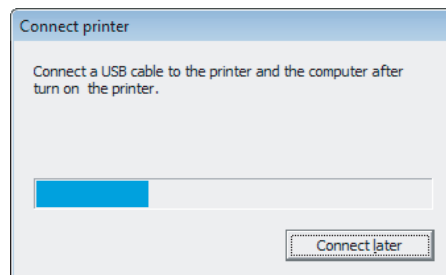 Connect printer
Connect a USB cable to the printer and the computer after
turn on the printer.
Connect later